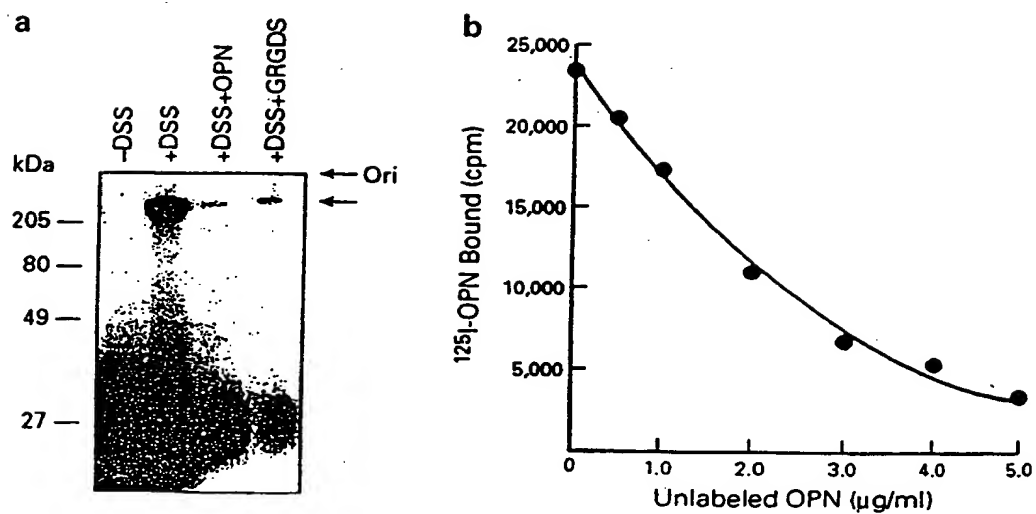 a
-DSS
+DSS
+DSS+OPN
+DSS+GRGDS
kDa
Ori
205
80
49
27
b
25,000
20,000
15,000
10,000
5,000
¹²⁵I-OPN Bound (cpm)
0 1.0 2.0 3.0 4.0 5.0
Unlabeled OPN (µg/ml)